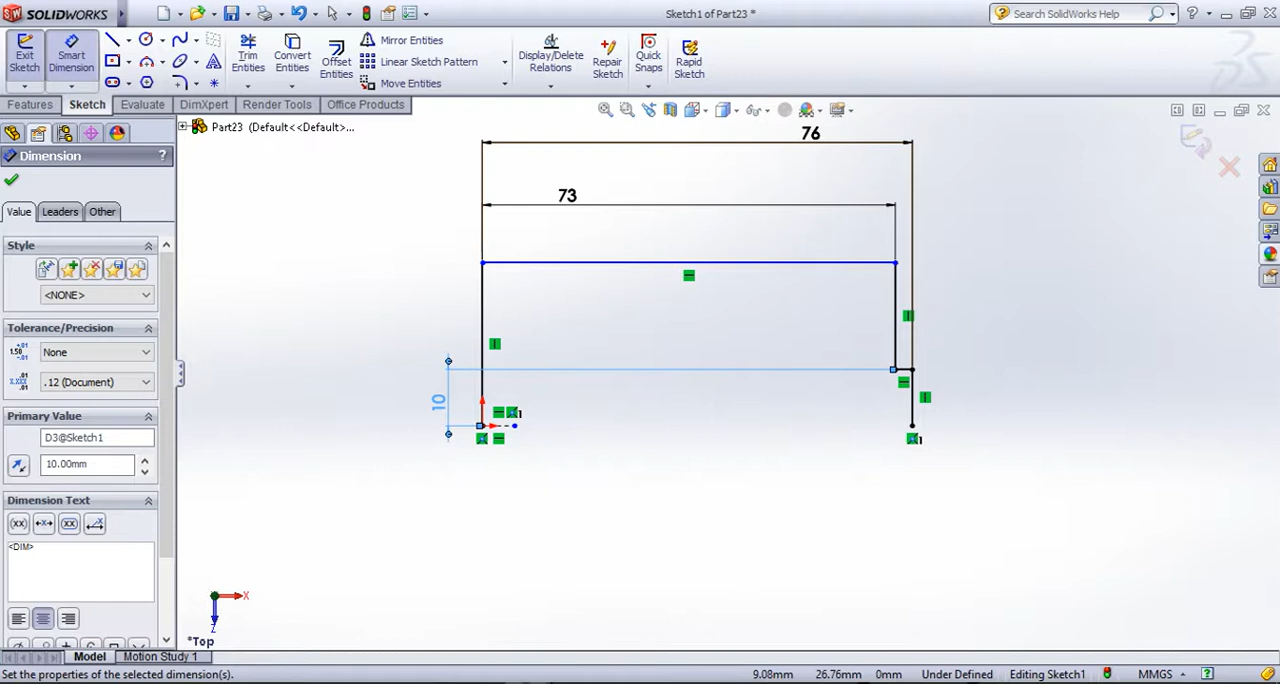 SOLIDWORKS
Sketch1 of Part23 *
Search SolidWorks Help
Exit Sketch
Smart Dimension
Trim Entities
Convert Entities
Offset Entities
Mirror Entities
Linear Sketch Pattern
Move Entities
Display/Delete Relations
Repair Sketch
Quick Snaps
Rapid Sketch
Features
Sketch
Evaluate
DimXpert
Render Tools
Office Products
Part23 (Default<<Default>...
Dimension
?
Value
Leaders
Other
Style
<NONE>
Tolerance/Precision
None
.12 (Document)
Primary Value
D3@Sketch1
10.00mm
Dimension Text
<DIM>
76
73
10
1
1
X
Z
*Top
Model
Motion Study 1
Set the properties of the selected dimension(s).
9.08mm
26.76mm
0mm
Under Defined
Editing Sketch1
MMGS
?